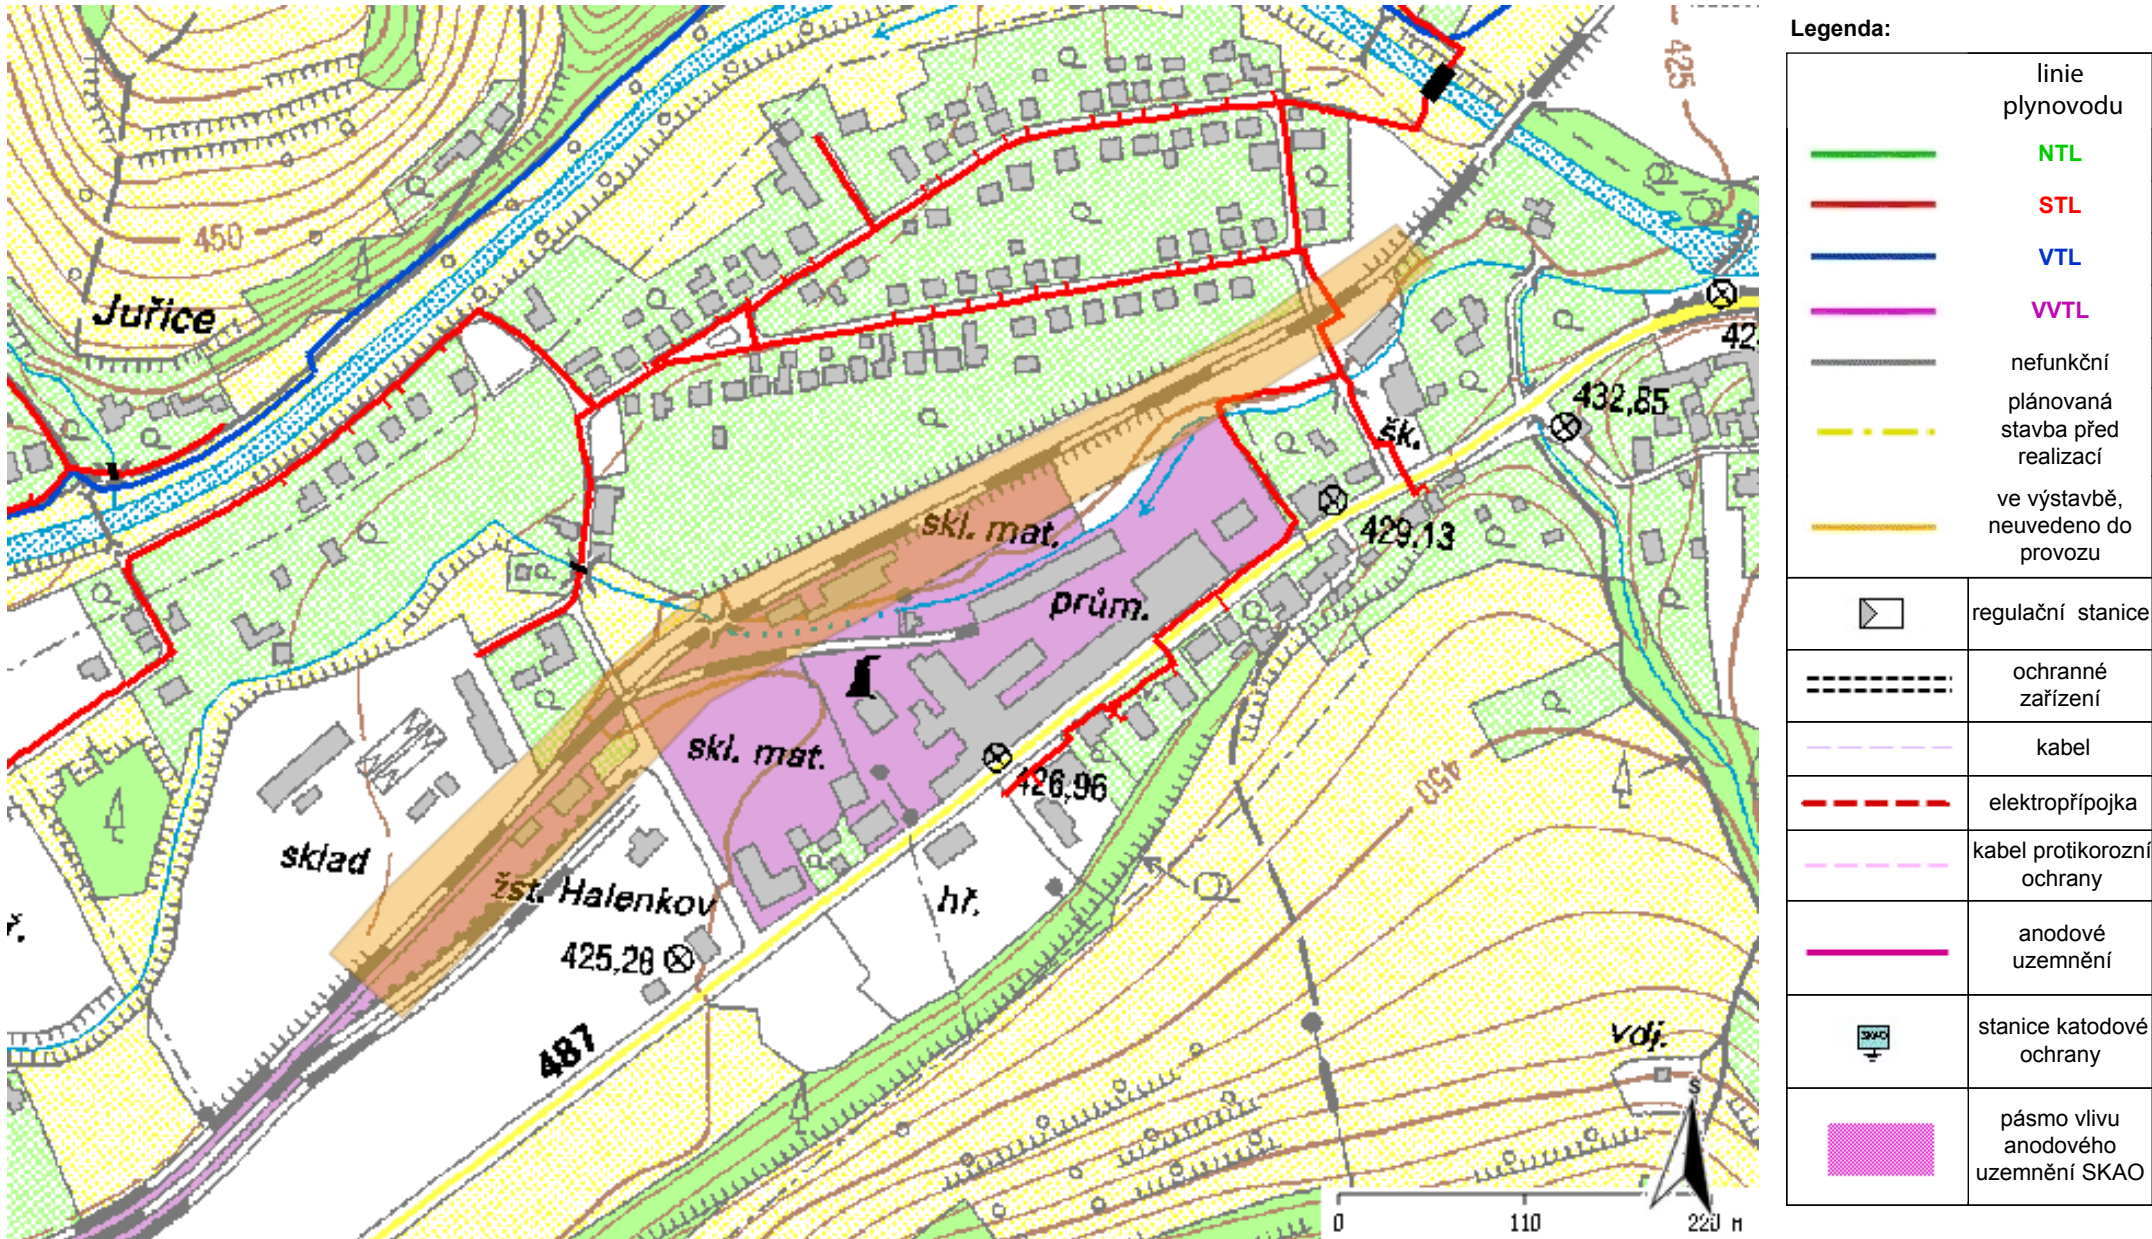 Legenda:
linie
plynovodu
NTL
STL
VTL
VVTL
nefunkční
plánovaná
stavba před
realizací
ve výstavbě,
neuvedeno do
provozu
regulační stanice
ochranné
zařízení
kabel
elektropřípojka
kabel protikorozní
ochrany
anodové
uzemnění
SKAO
stanice katodové
ochrany
pásmo vlivu
anodového
uzemnění SKAO
425
450
Juřice
42
432,85
šk.
429,13
skl. mat.
prům.
skl. mat.
426,96
450
sklad
žst. Halenkov
hř.
ř.
425,28
487
vdj.
S
0 110 220 M